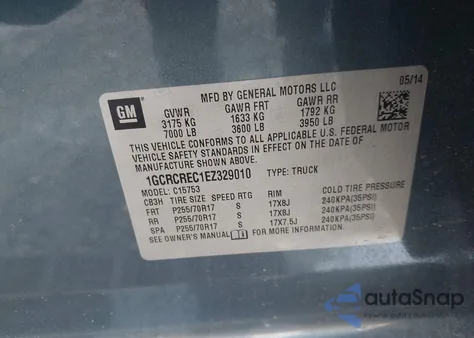 GM
MFD BY GENERAL MOTORS LLC
05/14
GVWR GAWR FRT GAWR RR
3175 KG 1633 KG 1792 KG
7000 LB 3600 LB 3950 LB
THIS VEHICLE CONFORMS TO ALL APPLICABLE U.S. FEDERAL MOTOR
VEHICLE SAFETY STANDARDS IN EFFECT ON THE DATE OF
MANUFACTURE SHOWN ABOVE.
1GCRCREC1EZ329010 TYPE: TRUCK
MODEL: C15753
CB3H TIRE SIZE SPEED RTG RIM COLD TIRE PRESSURE
FRT P255/70R17 S 17X8J 240KPA(35PSI)
RR P255/70R17 S 17X8J 240KPA(35PSI)
SPA P255/70R17 S 17X7.5J 240KPA(35PSI)
SEE OWNER'S MANUAL FOR MORE INFORMATION.
autoSnap